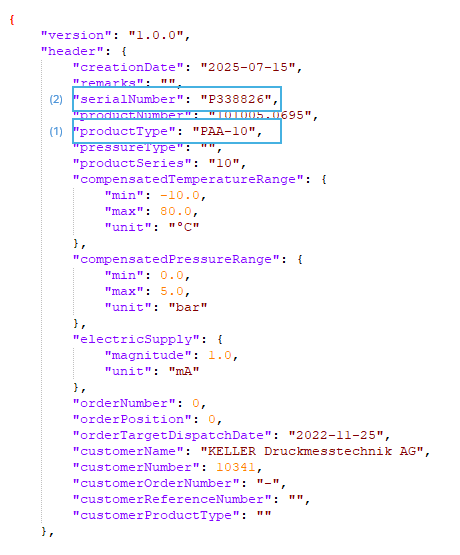 {
"version": "1.0.0",
"header": {
"creationDate": "2025-07-15",
"remarks": "",
(2) "serialNumber": "P338826",
"productNumber": "101005.0695",
(1) "productType": "PAA-10",
"pressureType": "",
"productSeries": "10",
"compensatedTemperatureRange": {
"min": -10.0,
"max": 80.0,
"unit": "°C"
},
"compensatedPressureRange": {
"min": 0.0,
"max": 5.0,
"unit": "bar"
},
"electricSupply": {
"magnitude": 1.0,
"unit": "mA"
},
"orderNumber": 0,
"orderPosition": 0,
"orderTargetDispatchDate": "2022-11-25",
"customerName": "KELLER Druckmesstechnik AG",
"customerNumber": 10341,
"customerOrderNumber": "-",
"customerReferenceNumber": "",
"customerProductType": ""
},